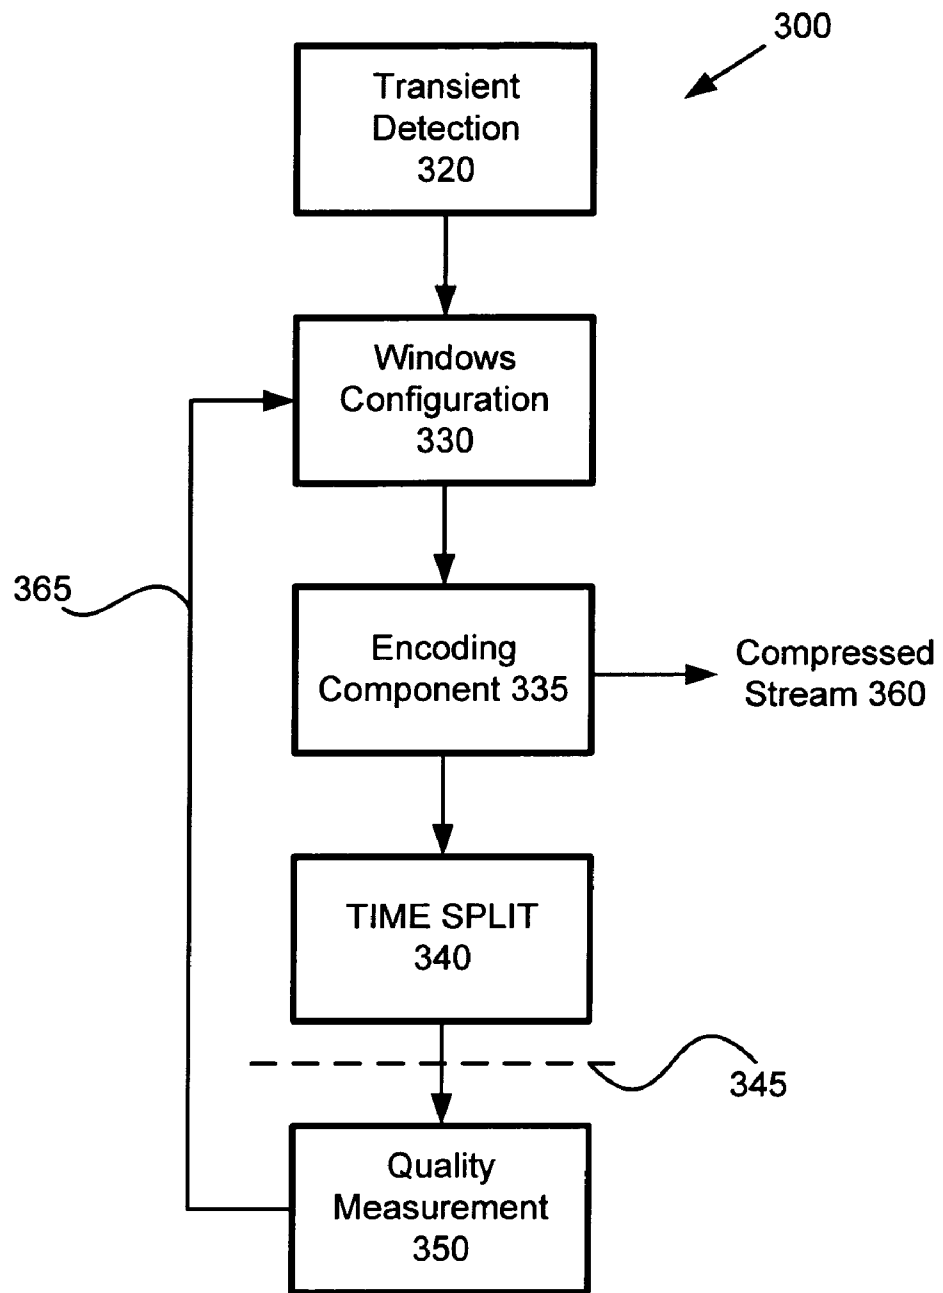 300
Transient
Detection
320
Windows
Configuration
330
365
Encoding
Component 335
Compressed
Stream 360
TIME SPLIT
340
345
Quality
Measurement
350